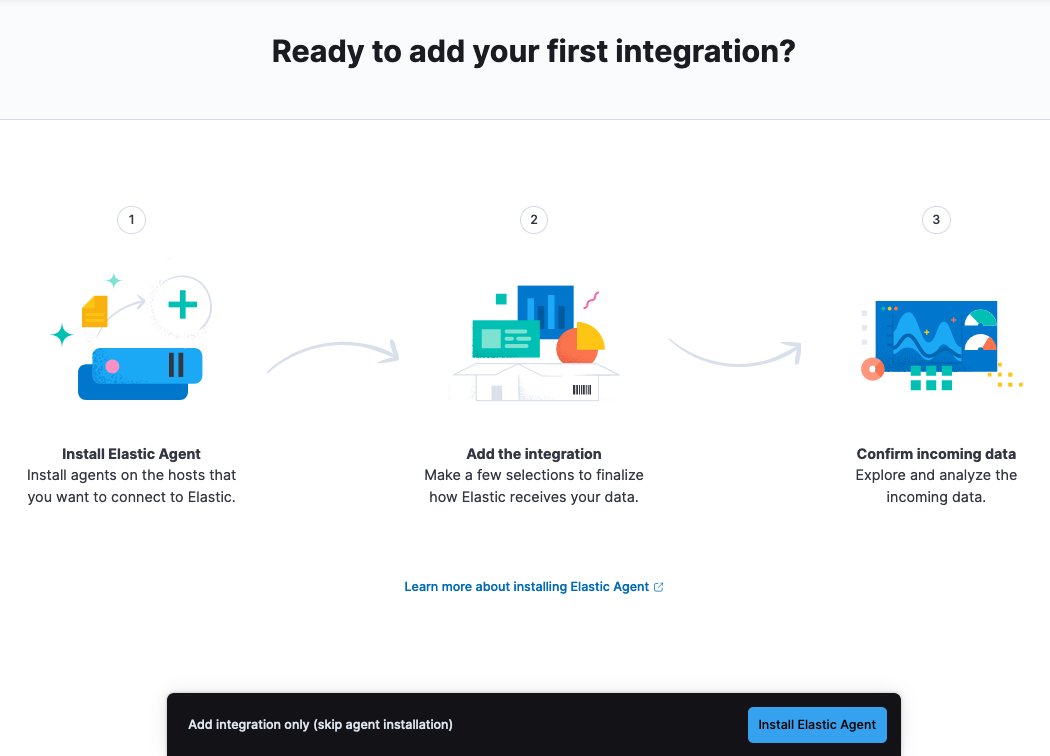 Ready to add your first integration?
1
2
3
Install Elastic Agent
Install agents on the hosts that
you want to connect to Elastic.
Add the integration
Make a few selections to finalize
how Elastic receives your data.
Confirm incoming data
Explore and analyze the
incoming data.
Learn more about installing Elastic Agent
Add integration only (skip agent installation)
Install Elastic Agent